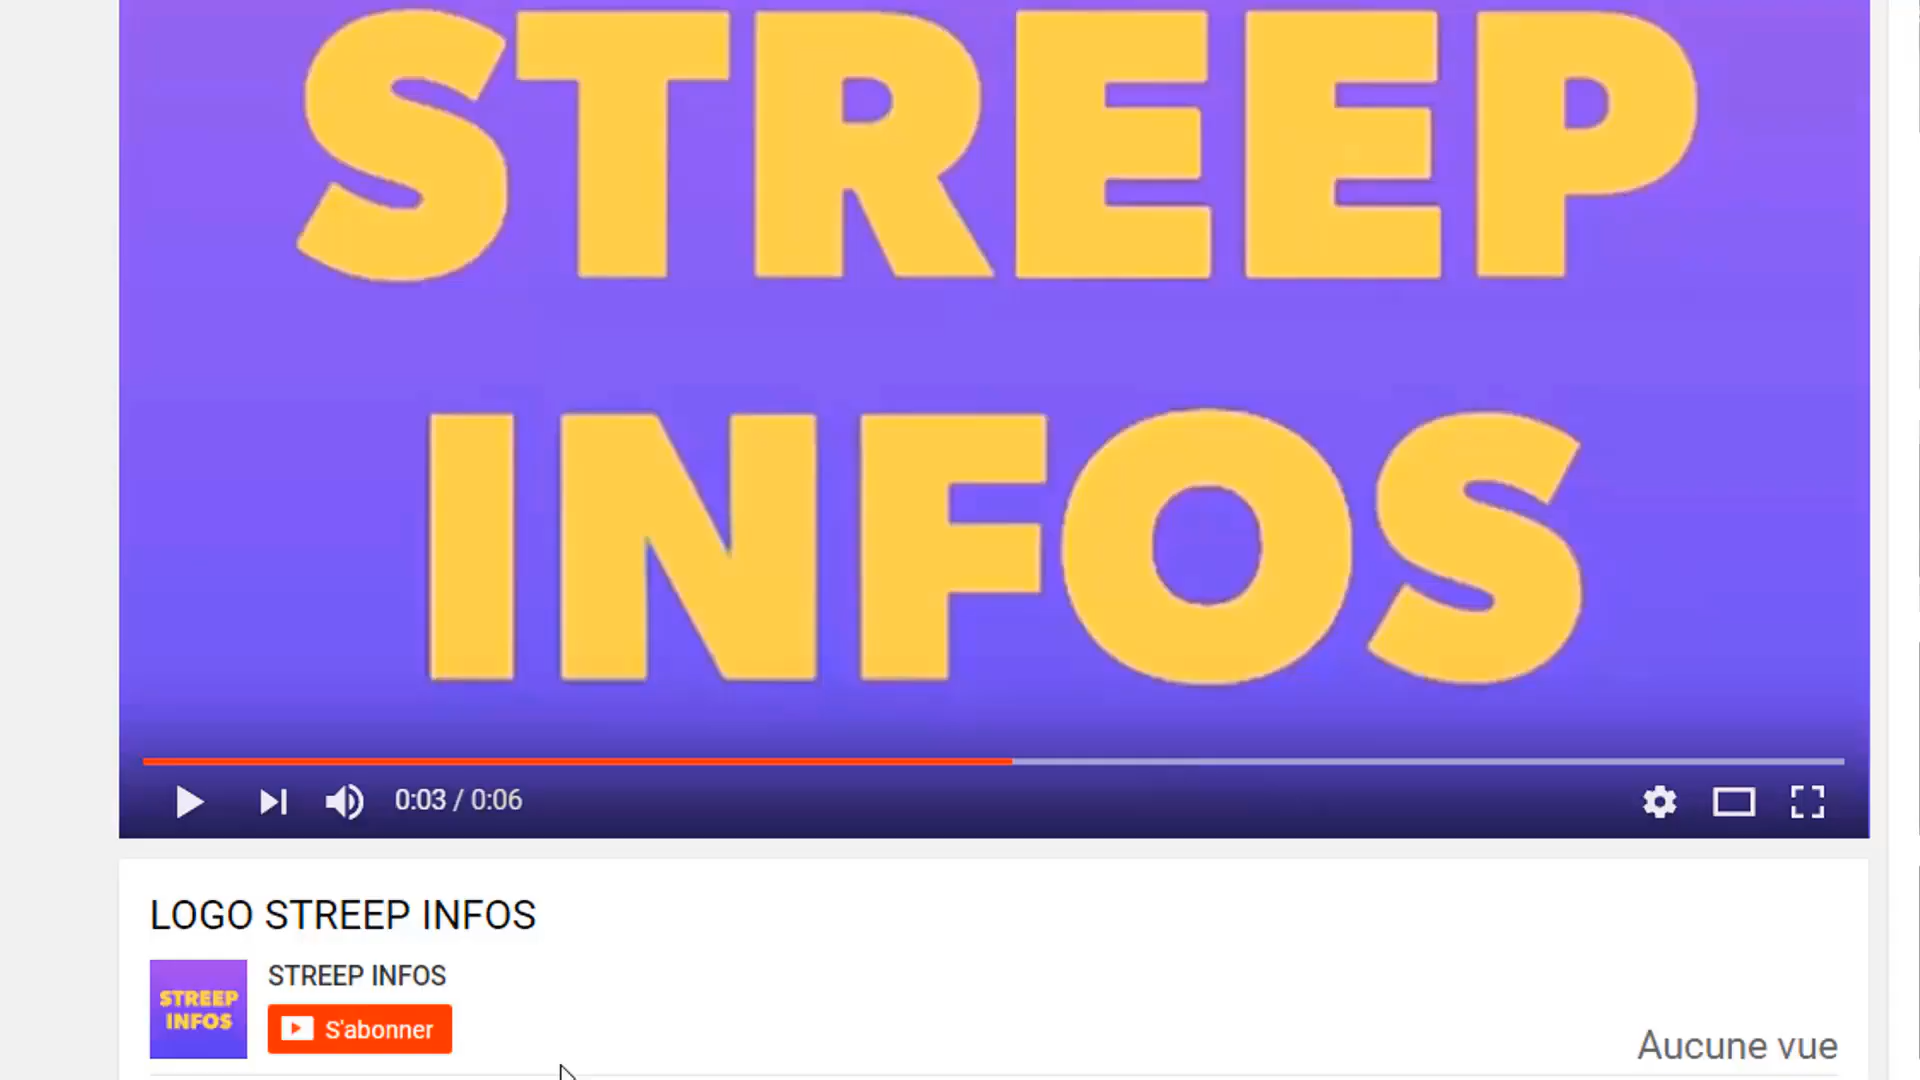 STREEP
INFOS
0:03 / 0:06
LOGO STREEP INFOS
STREEP INFOS
STREEP
INFOS
S'abonner
Aucune vue